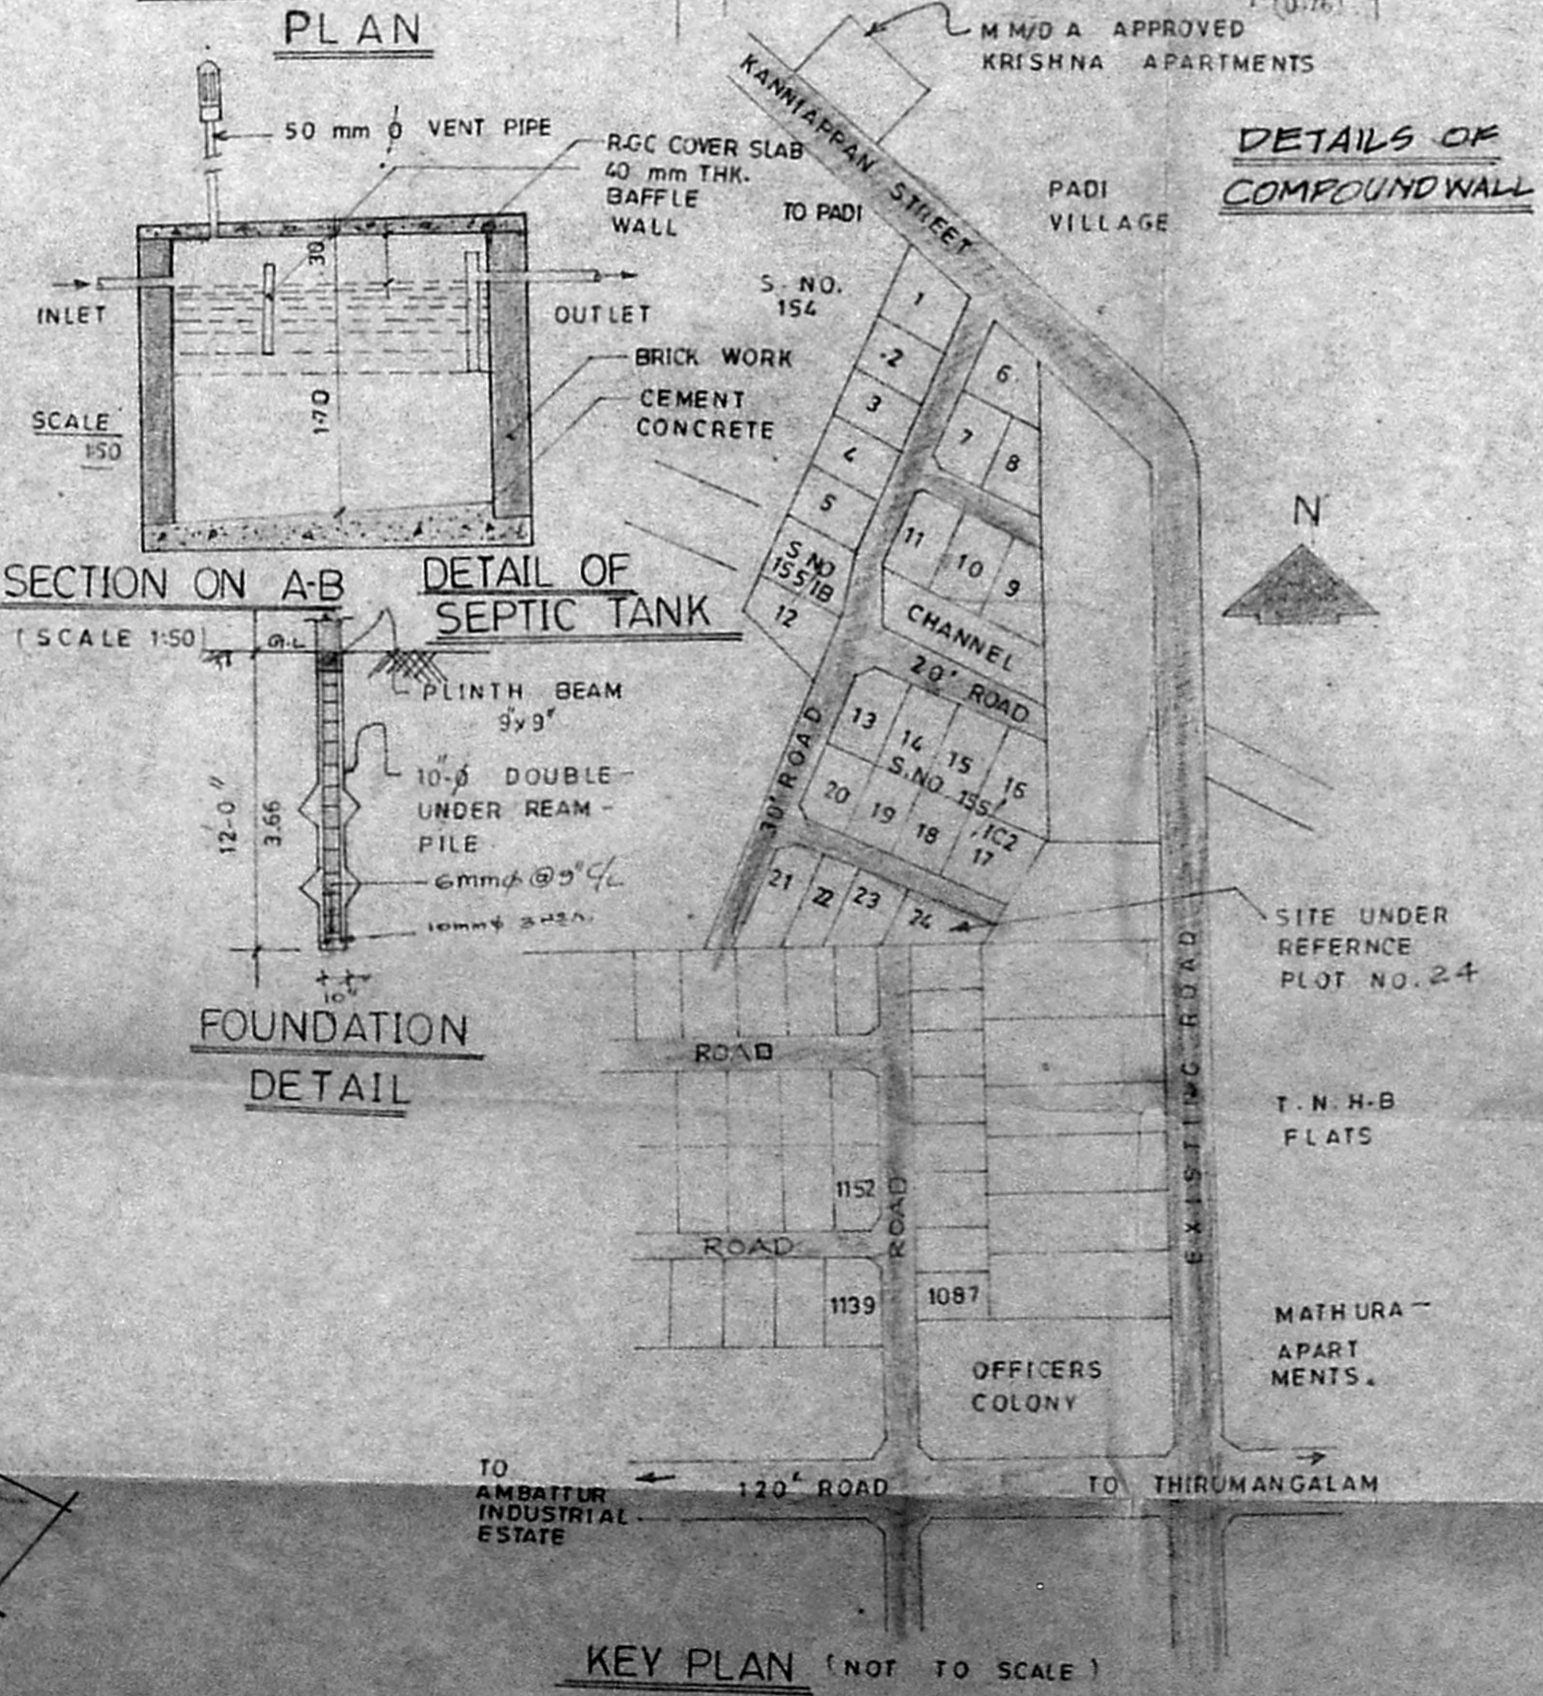 PLAN
50 mm ϕ VENT PIPE
R.G.C COVER SLAB
40 mm THK.
BAFFLE
WALL
.30
1·70
INLET
OUTLET
BRICK WORK
CEMENT
CONCRETE
SCALE
1:50
SECTION ON A-B
(SCALE 1:50)
DETAIL OF
SEPTIC TANK
G.L
PLINTH BEAM
9"x9"
10"ϕ DOUBLE-
UNDER REAM-
PILE
6mmϕ @ 9" C/C
10mmϕ
12'-0"
3.66
10"
FOUNDATION
DETAIL
M M/D A APPROVED
KRISHNA APARTMENTS
DETAILS OF
COMPOUND WALL
KANNIAPPAN STREET
TO PADI
PADI
VILLAGE
S. NO.
154
1
2
3
4
5
S NO
155/1B
12
6
7
8
11
10
9
CHANNEL
20' ROAD
30' ROAD
13
14
15
16
S.NO 155/
1C2
20
19
18
17
21
22
23
24
N
SITE UNDER
REFERNCE
PLOT NO. 24
ROAD
1152
ROAD
ROAD
1139
1087
EXISTING ROAD
T. N. H-B
FLATS
MATHURA-
APART
MENTS.
OFFICERS
COLONY
TO
AMBATTUR
INDUSTRIAL
ESTATE
120' ROAD
TO THIRUMANGALAM
KEY PLAN (NOT TO SCALE)